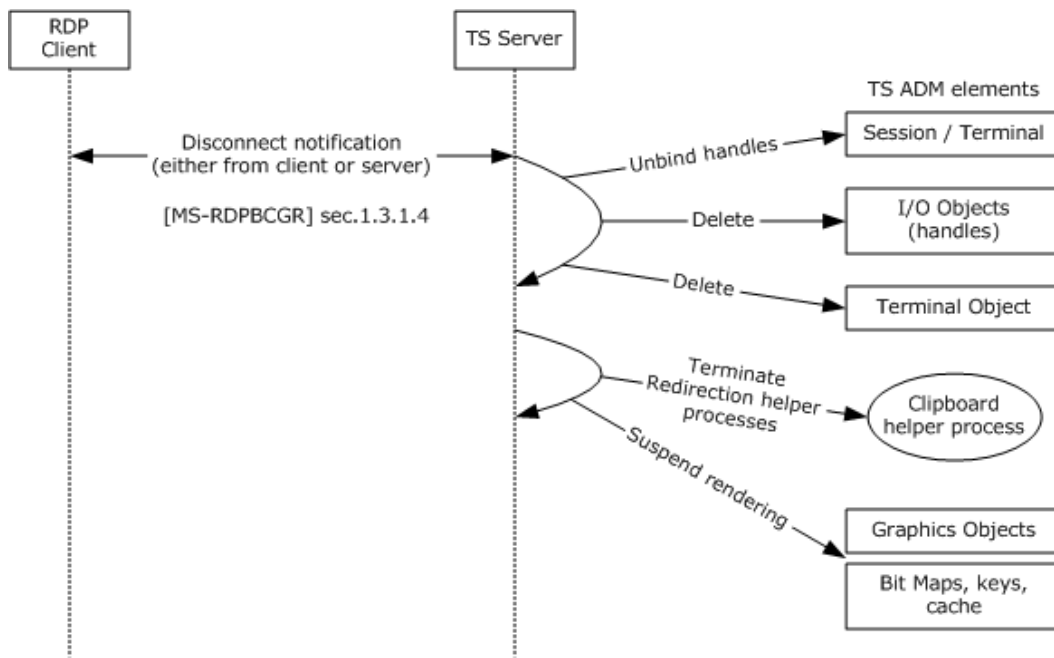 RDP
Client
TS Server
TS ADM elements
Session / Terminal
Disconnect notification
(either from client or server)
Unbind handles
[MS-RDPBCGR] sec.1.3.1.4
Delete
I/O Objects
(handles)
Delete
Terminal Object
Terminate
Redirection helper
processes
Clipboard
helper process
Suspend rendering
Graphics Objects
Bit Maps, keys,
cache